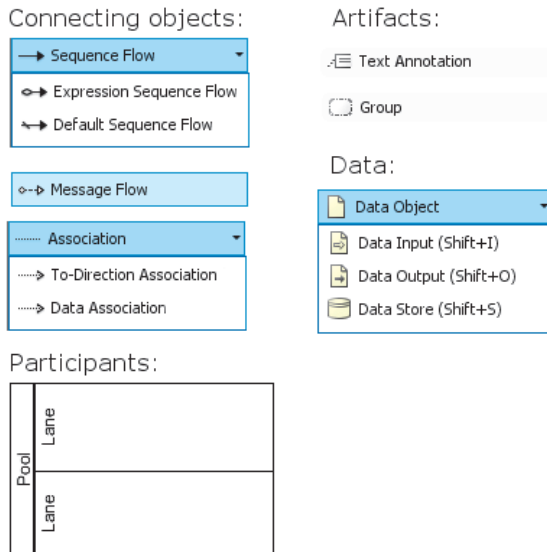 Connecting objects:
Sequence Flow
Expression Sequence Flow
Default Sequence Flow
Message Flow
Association
To-Direction Association
Data Association
Artifacts:
Text Annotation
Group
Data:
Data Object
Data Input (Shift+I)
Data Output (Shift+O)
Data Store (Shift+S)
Participants:
Pool
Lane
Lane